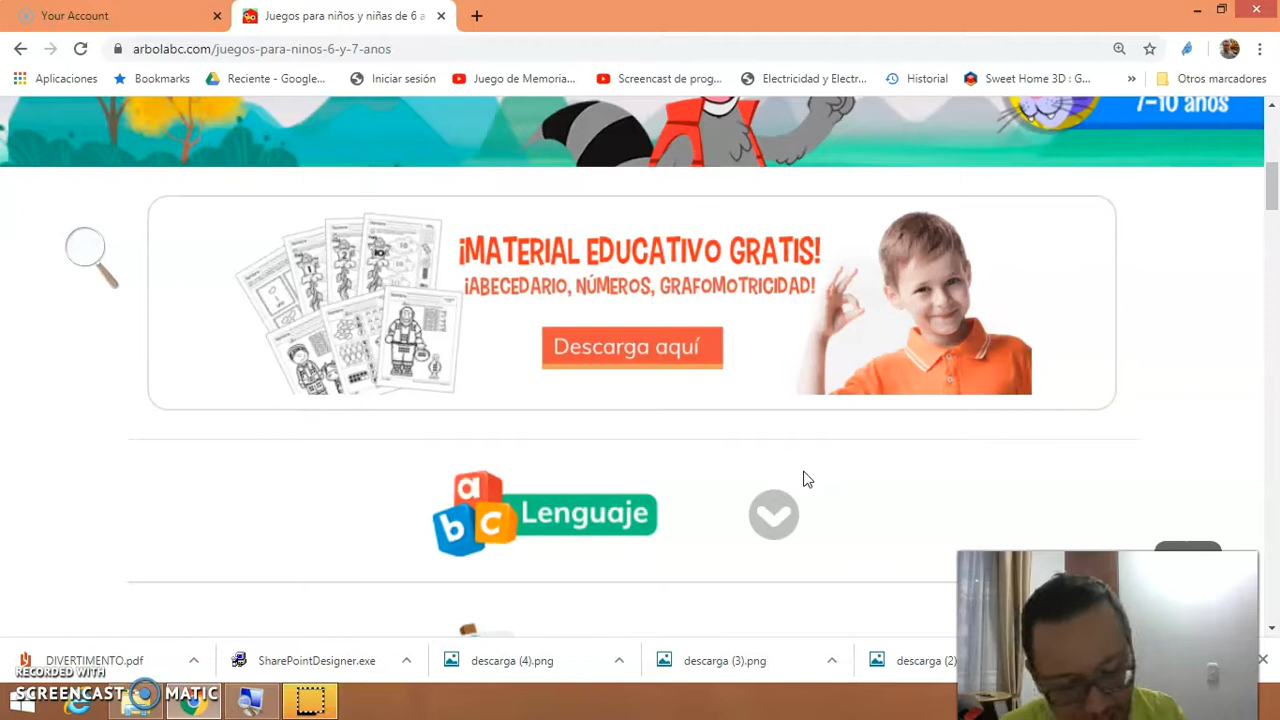 Your Account
Juegos para niños y niñas de 6 a
arbolabc.com/juegos-para-ninos-6-y-7-anos
Aplicaciones
Bookmarks
Reciente - Google...
Iniciar sesión
Juego de Memoria...
Screencast de prog...
Electricidad y Electr...
Historial
Sweet Home 3D : G...
»
Otros marcadores
7-10 años
¡MATERIAL EDUCATIVO GRATIS!
¡ABECEDARIO, NÚMEROS, GRAFOMOTRICIDAD!
Descarga aquí
a
b c
Lenguaje
DIVERTIMENTO.pdf
SharePointDesigner.exe
descarga (4).png
descarga (3).png
descarga (2)
RECORDED WITH
SCREENCAST MATIC